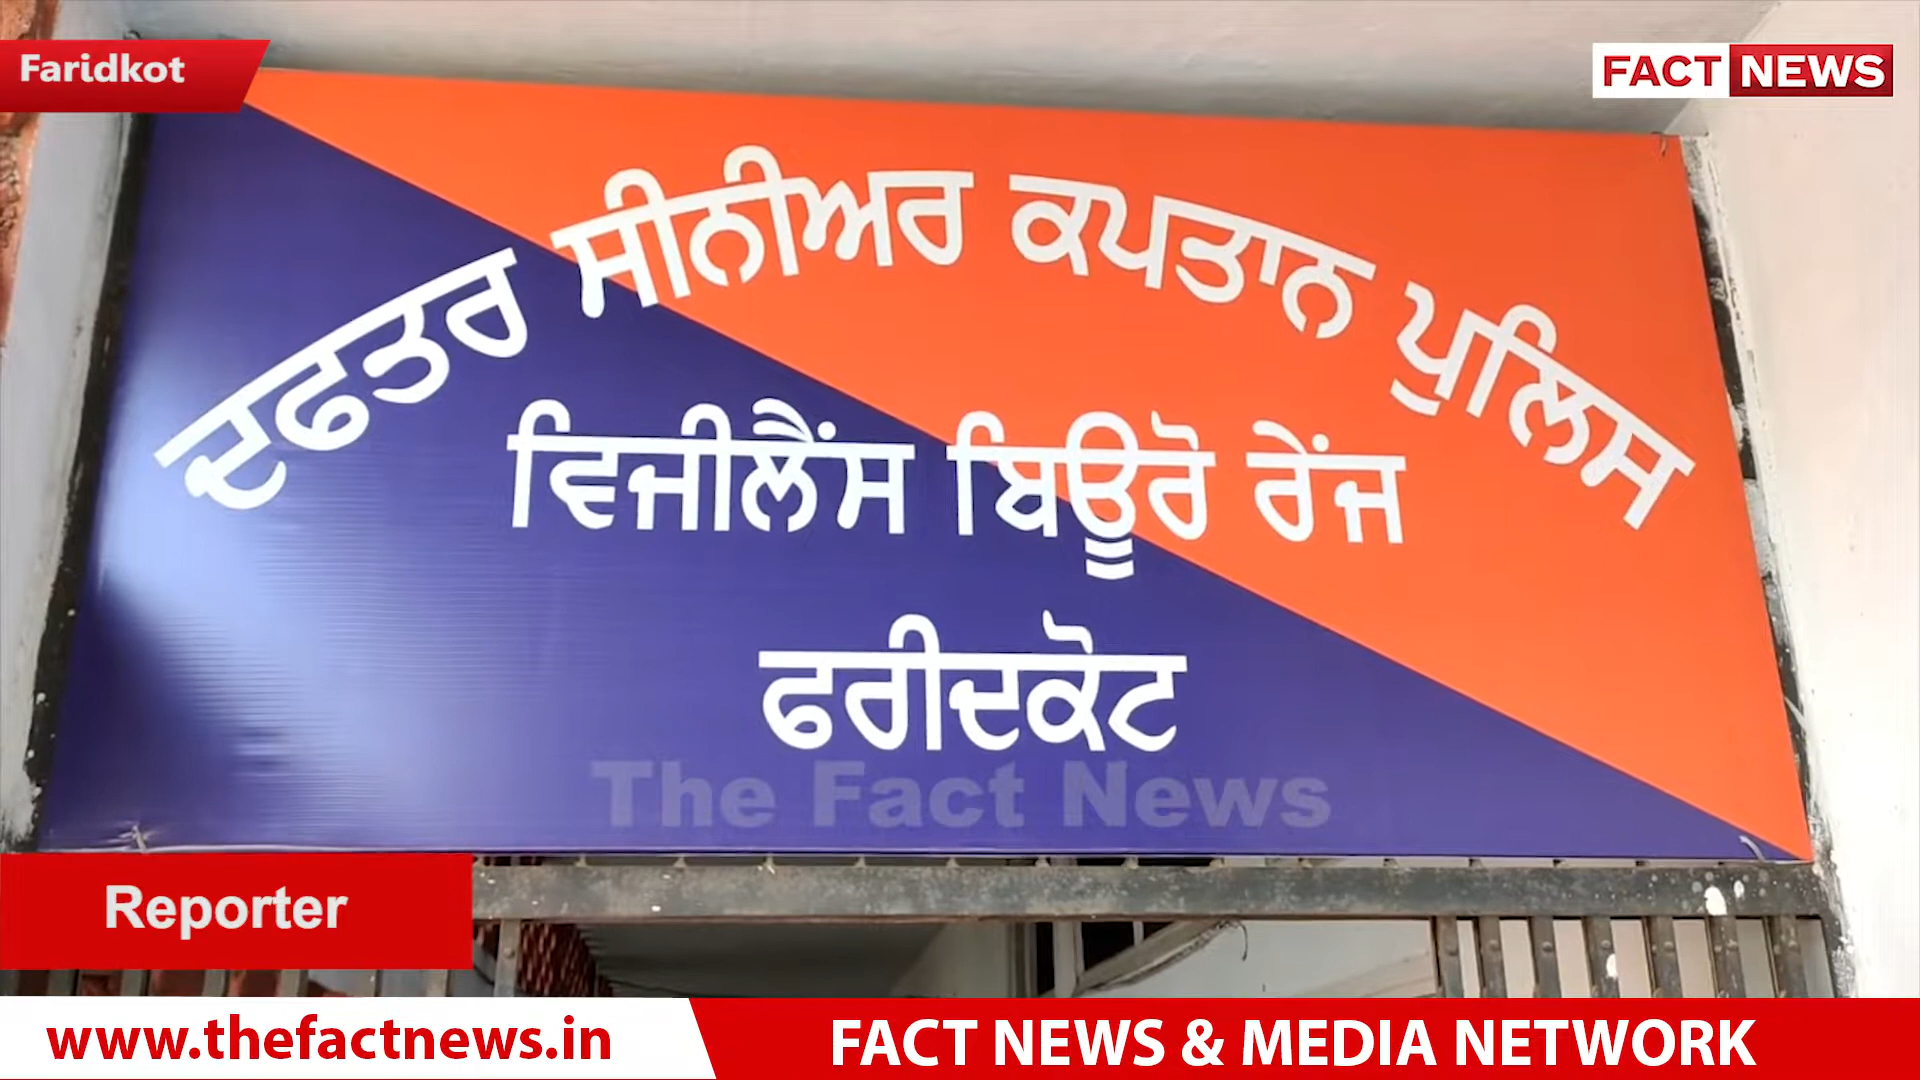 Faridkot
FACT NEWS
ਦਫਤਰ ਸੀਨੀਅਰ ਕਪਤਾਨ ਪੁਲਿਸ
ਵਿਜੀਲੈਂਸ ਬਿਊਰੋ ਰੇਂਜ
ਫਰੀਦਕੋਟ
The Fact News
Reporter
www.thefactnews.in
FACT NEWS & MEDIA NETWORK